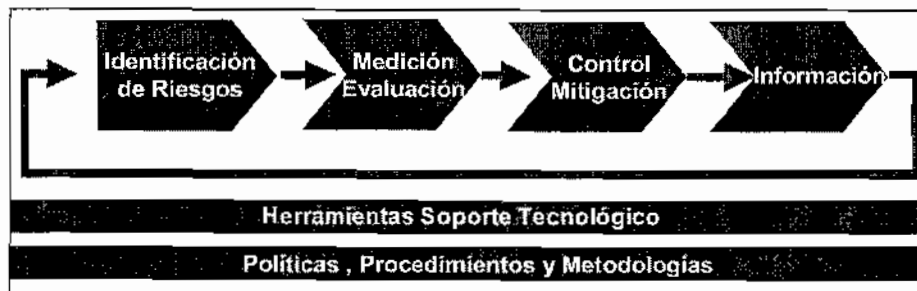 Identificación
de Riesgos
Medición
Evaluación
Control
Mitigación
Información
Herramientas Soporte Tecnológico
Políticas , Procedimientos y Metodologías